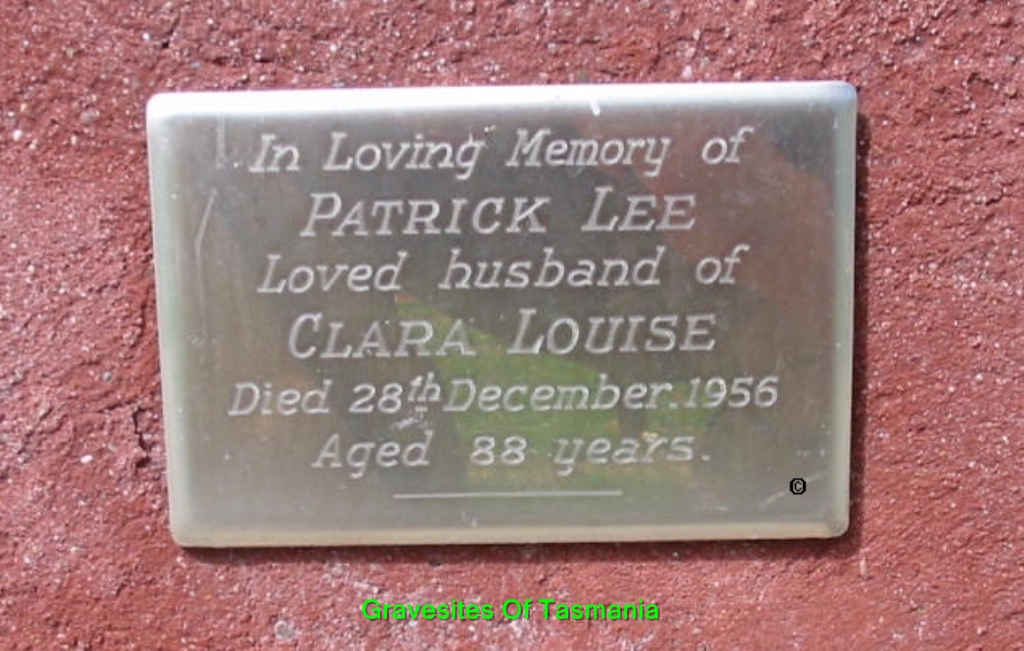 In Loving Memory of
PATRICK LEE
Loved husband of
CLARA LOUISE
Died 28th December.1956
Aged 88 years.
©
Gravesites Of Tasmania